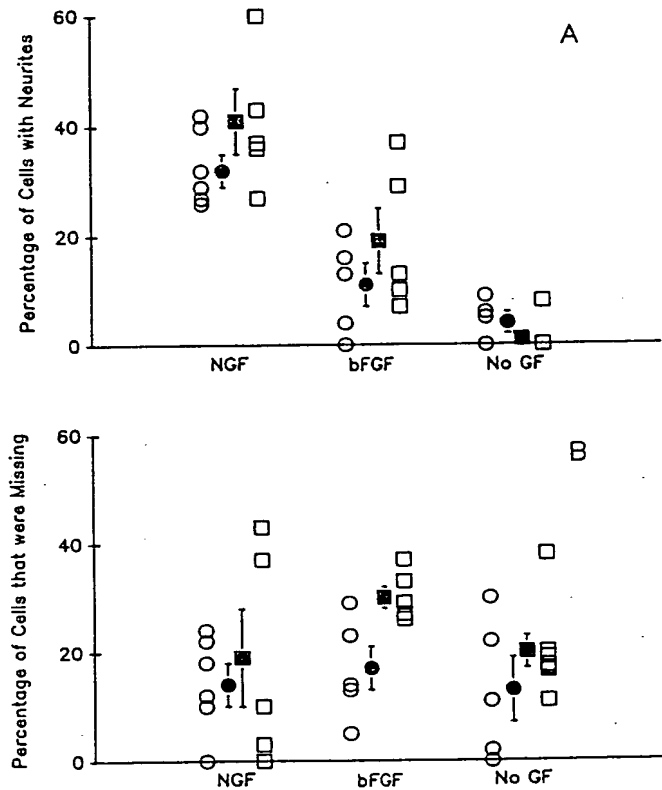 A
Percentage of Cells with Neurites
60
40
20
0
NGF bFGF No GF
B
Percentage of Cells that were Missing
60
40
20
0
NGF bFGF No GF